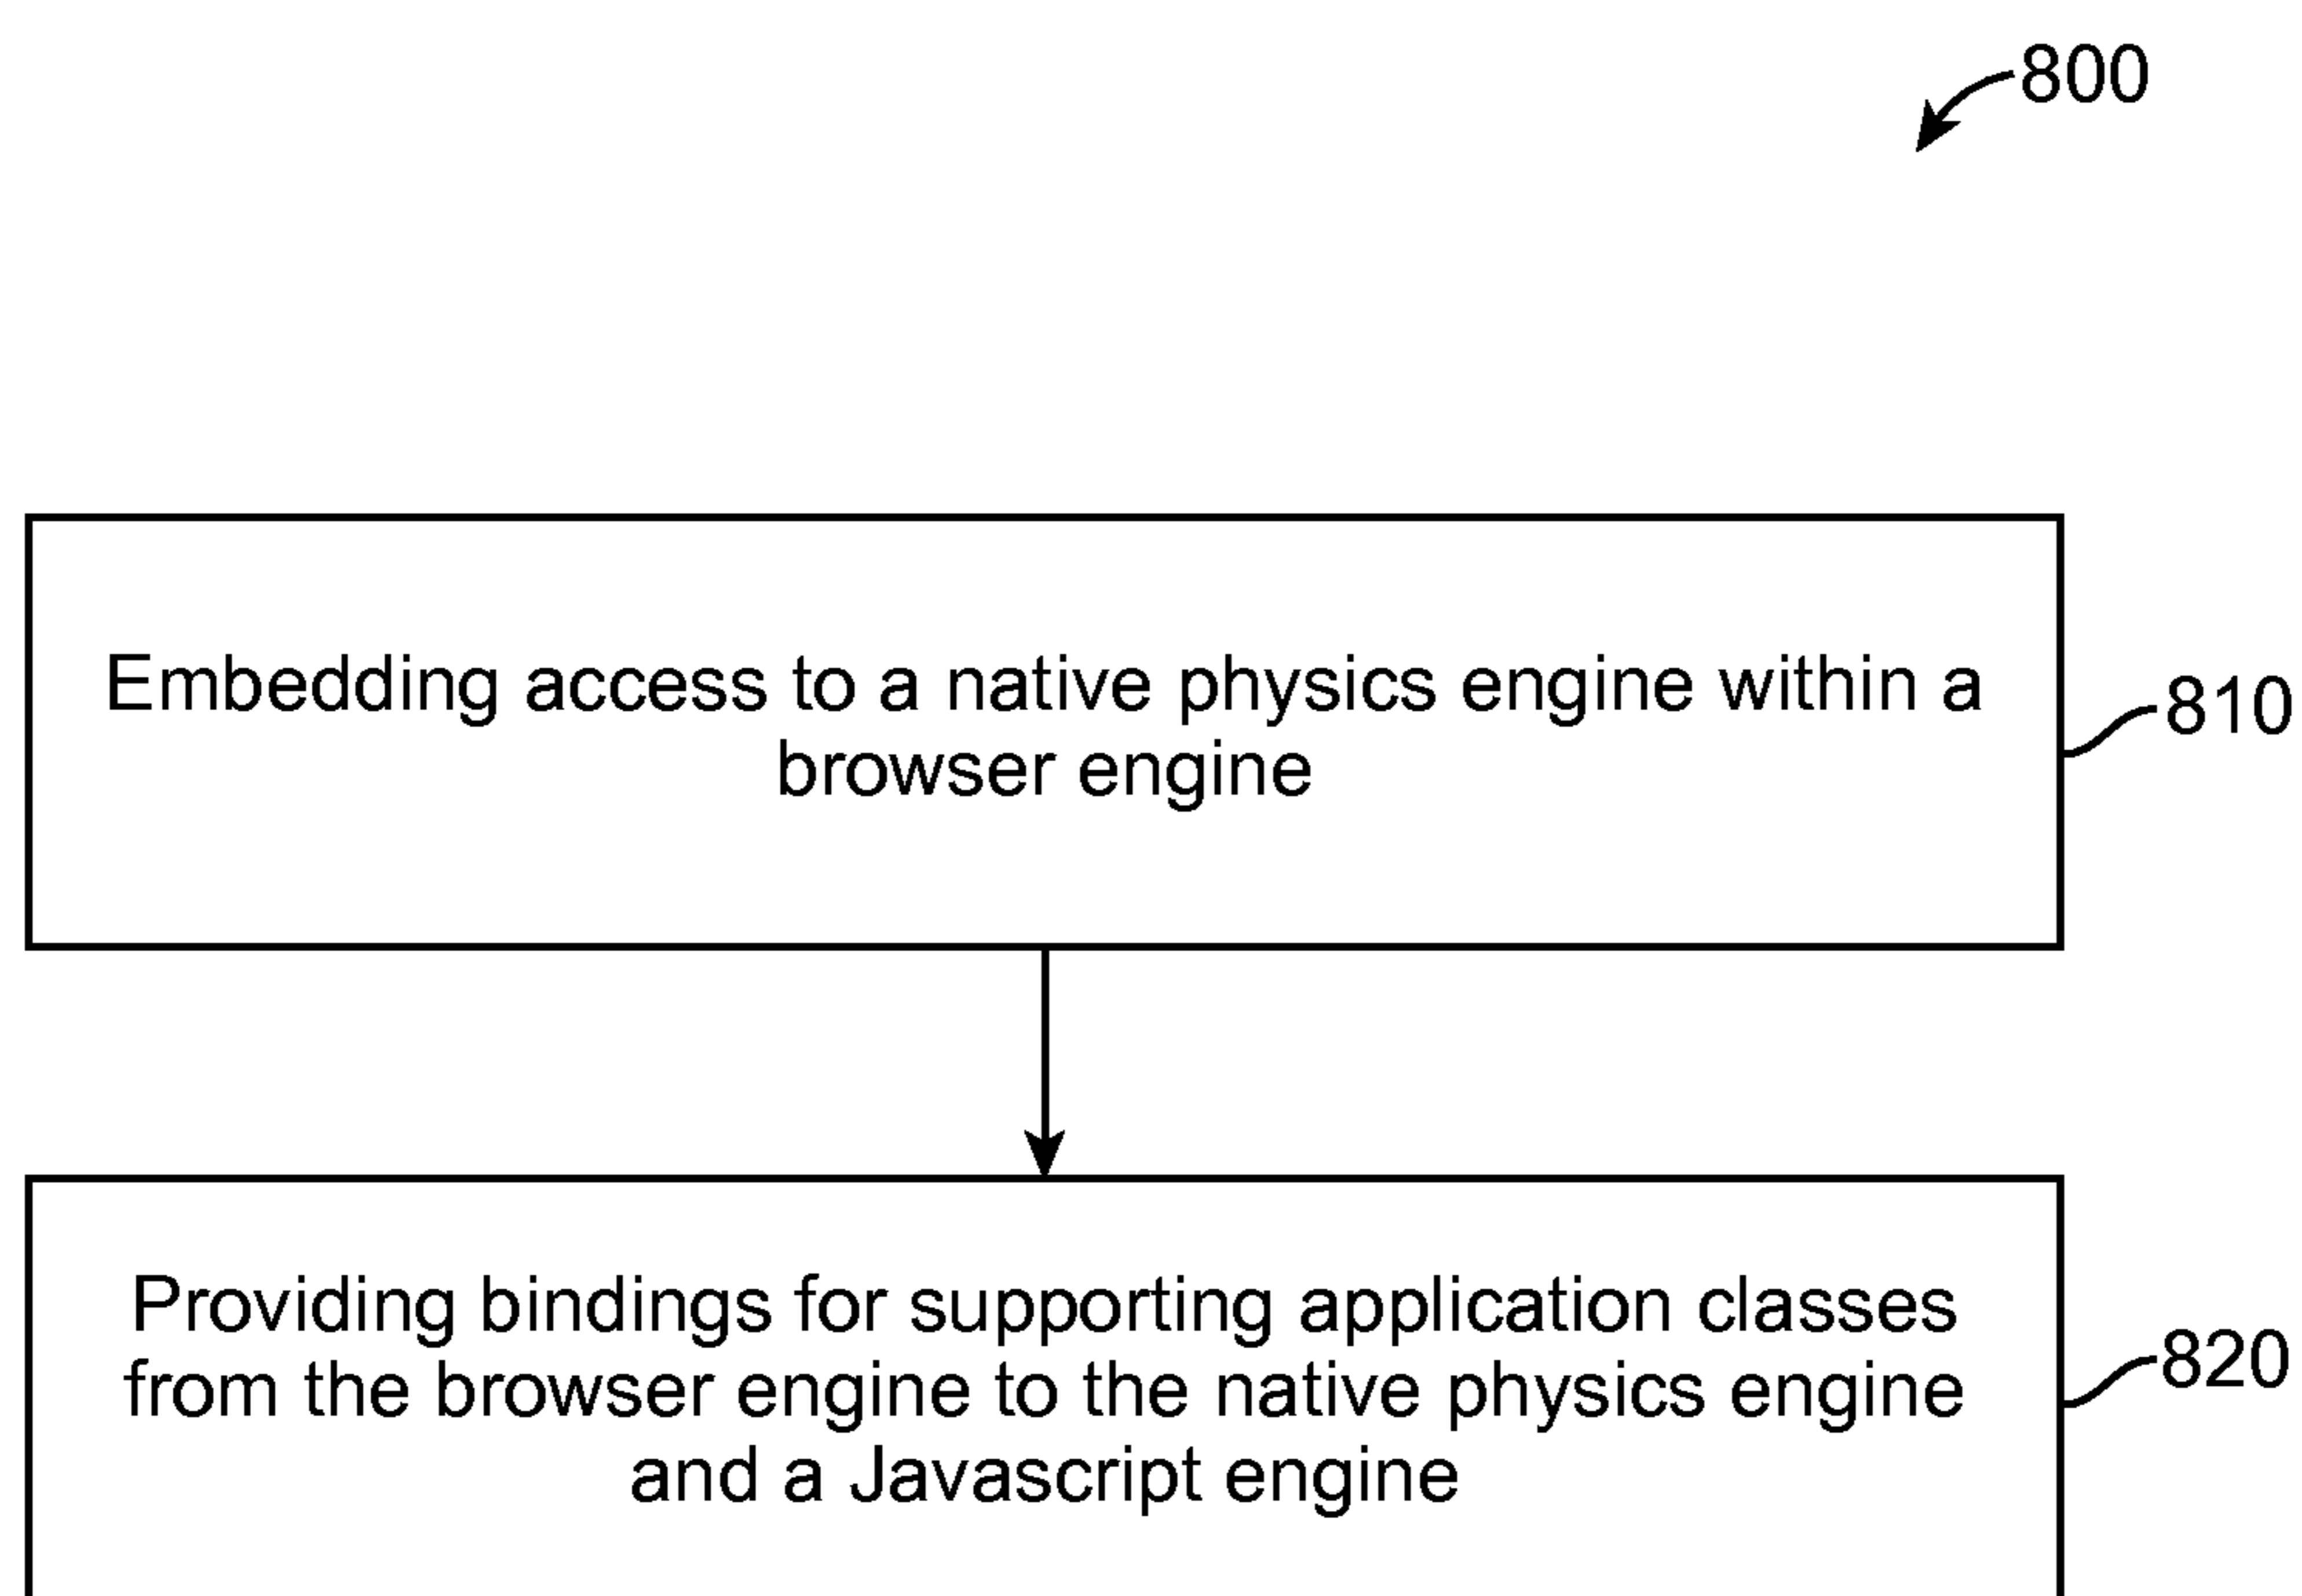 800
Embedding access to a native physics engine within a
browser engine
810
Providing bindings for supporting application classes
from the browser engine to the native physics engine
and a Javascript engine
820